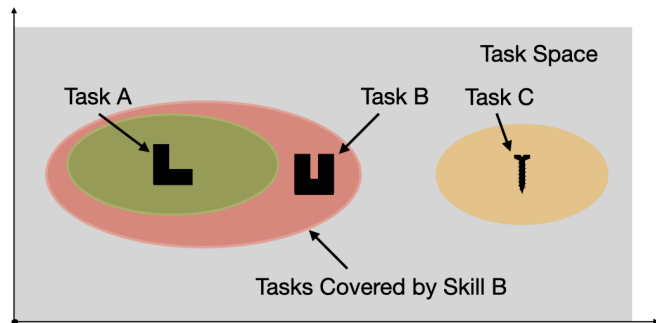 Task Space
Task A
Task B
Task C
Tasks Covered by Skill B